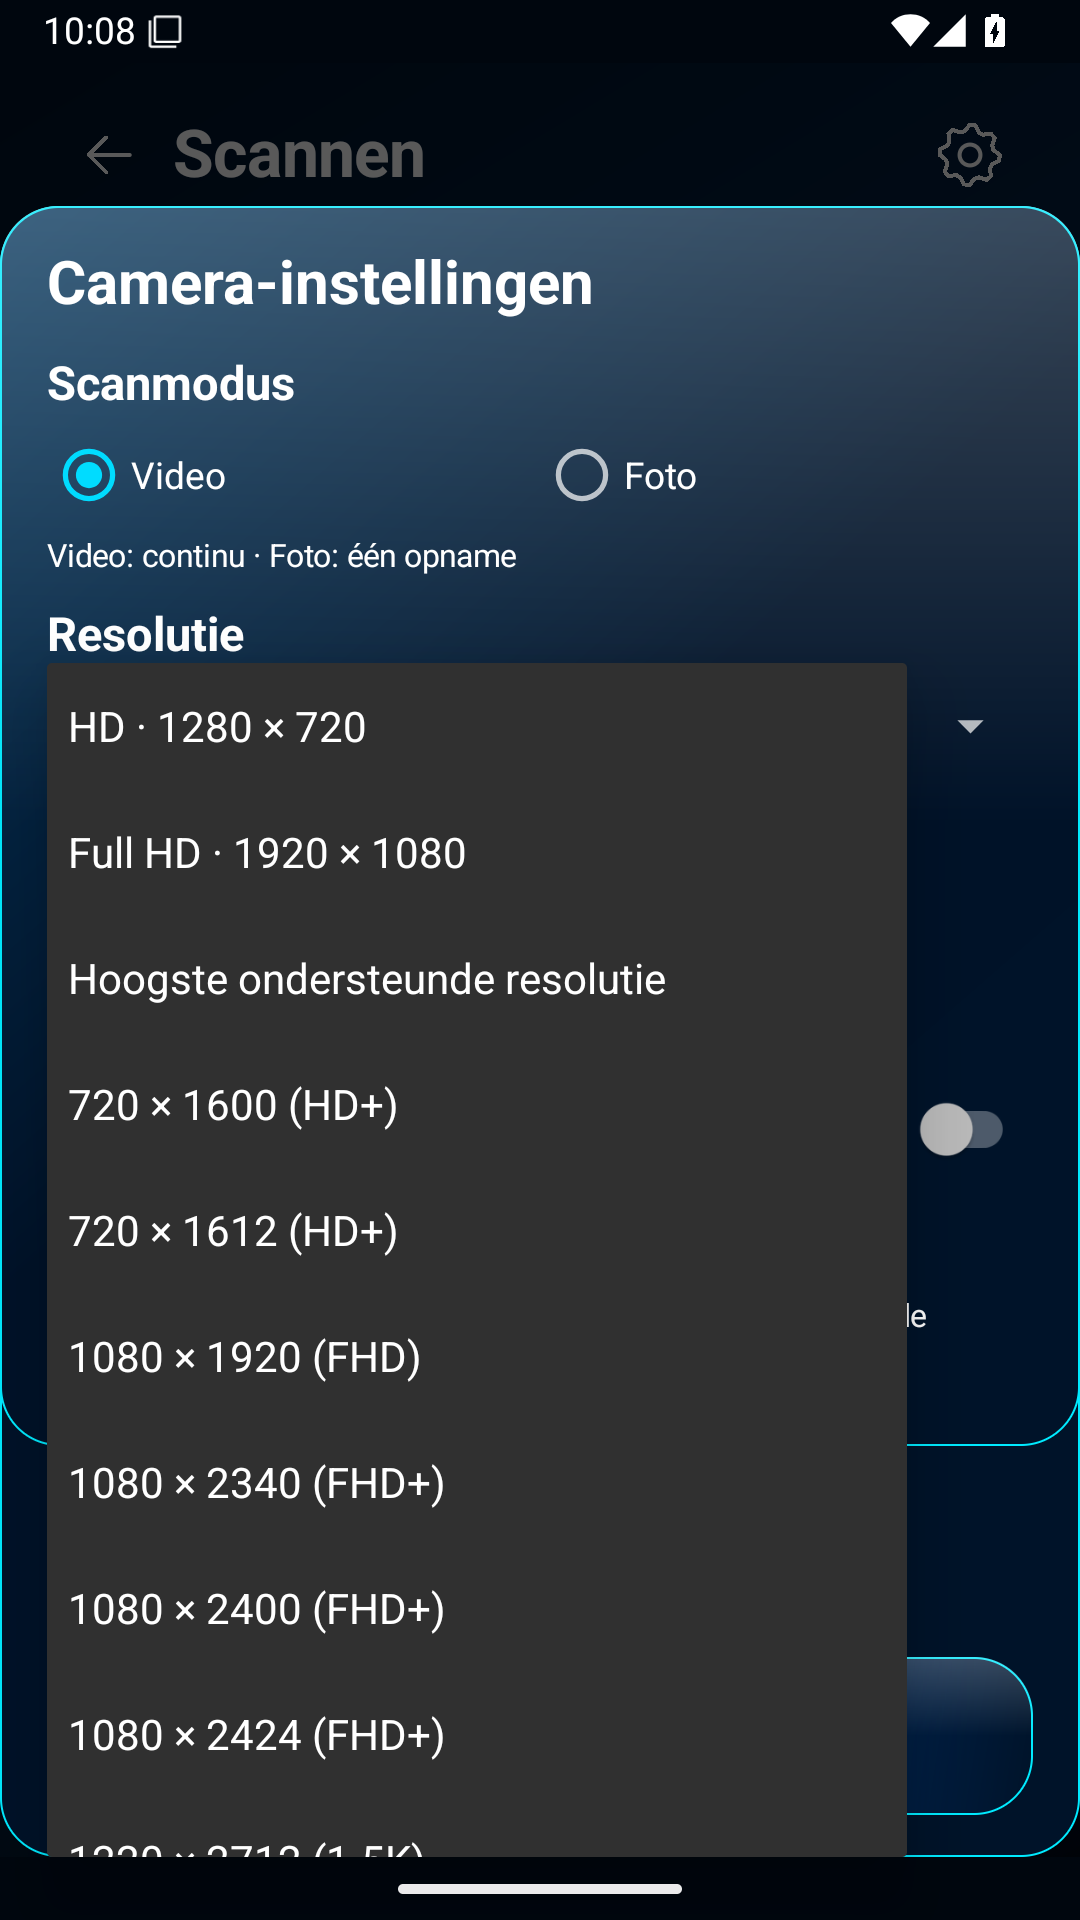 10:08
Scannen
Camera-instellingen
Scanmodus
Video
Foto
Video: continu · Foto: één opname
Resolutie
HD · 1280 × 720
Full HD · 1920 × 1080
Hoogste ondersteunde resolutie
720 × 1600 (HD+)
720 × 1612 (HD+)
1080 × 1920 (FHD)
1080 × 2340 (FHD+)
1080 × 2400 (FHD+)
1080 × 2424 (FHD+)